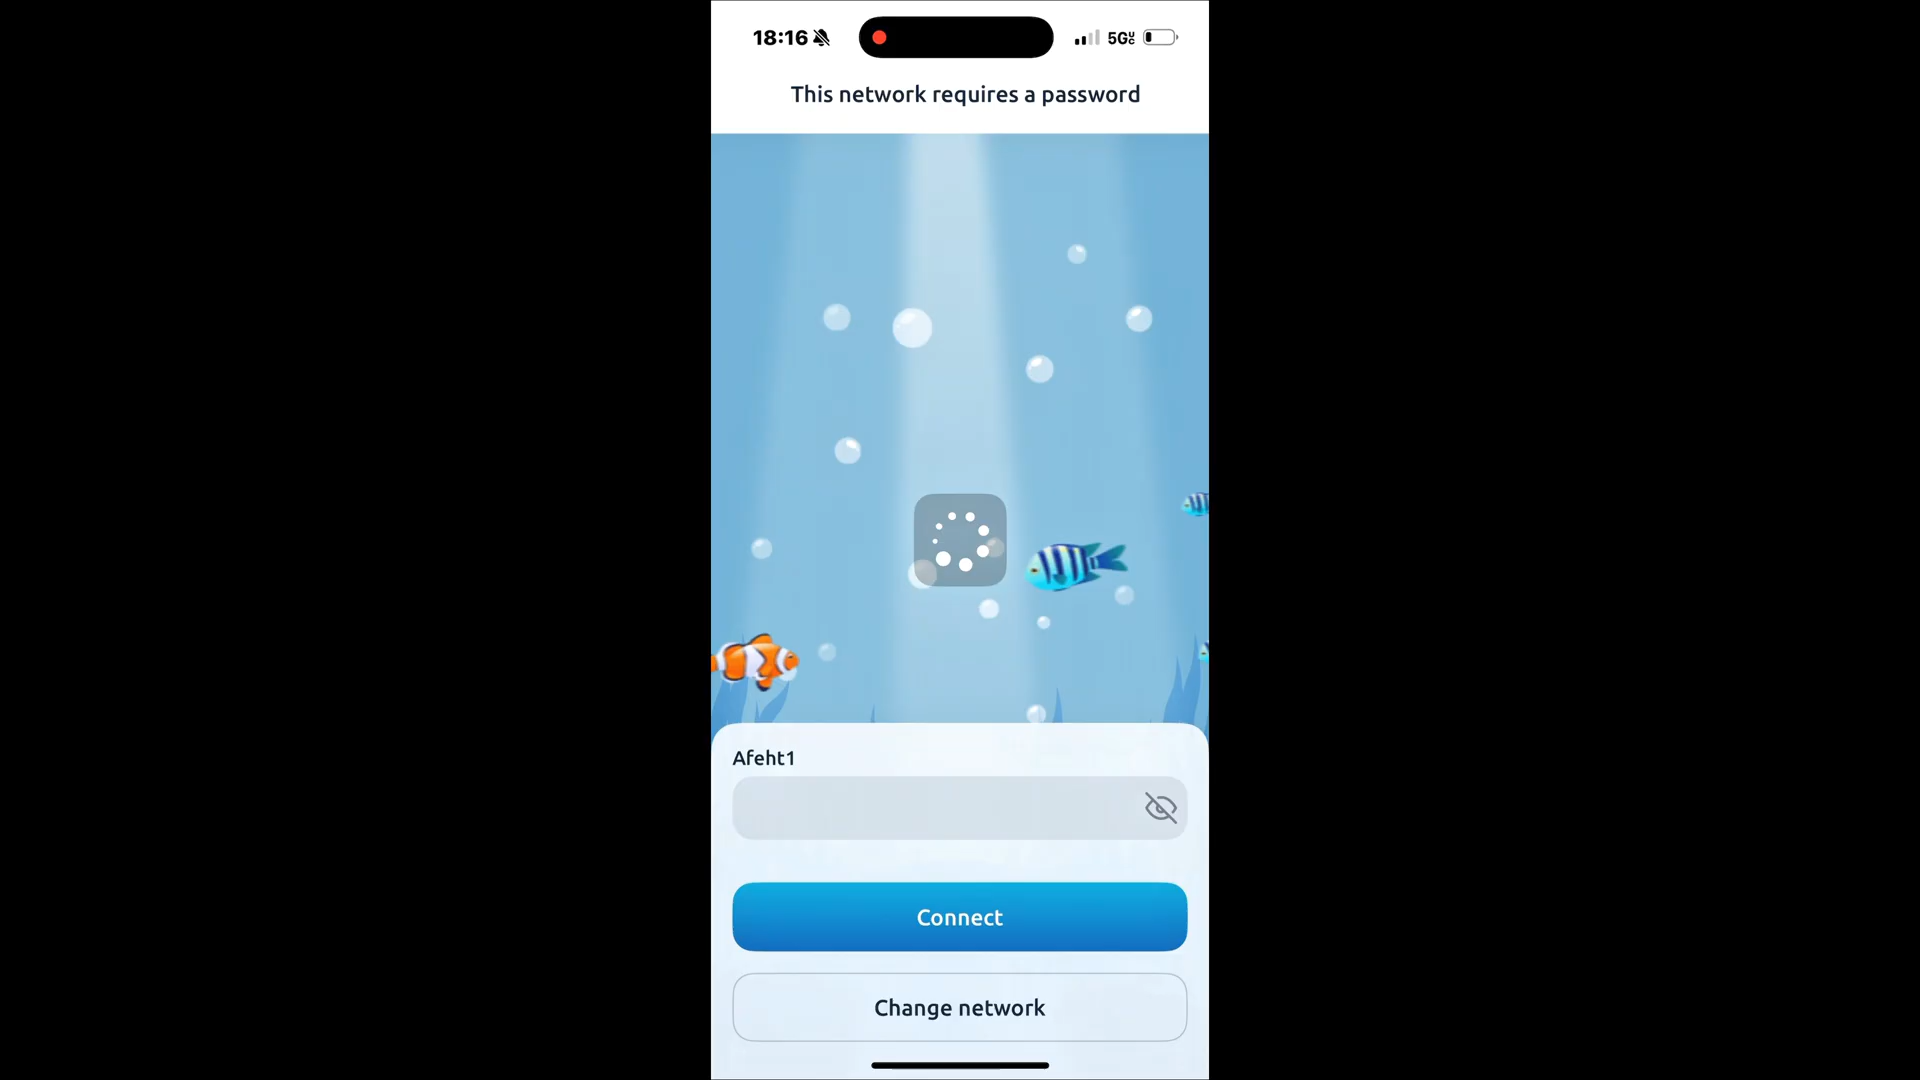 18:16
5G
This network requires a password
Afeht1
Connect
Change network